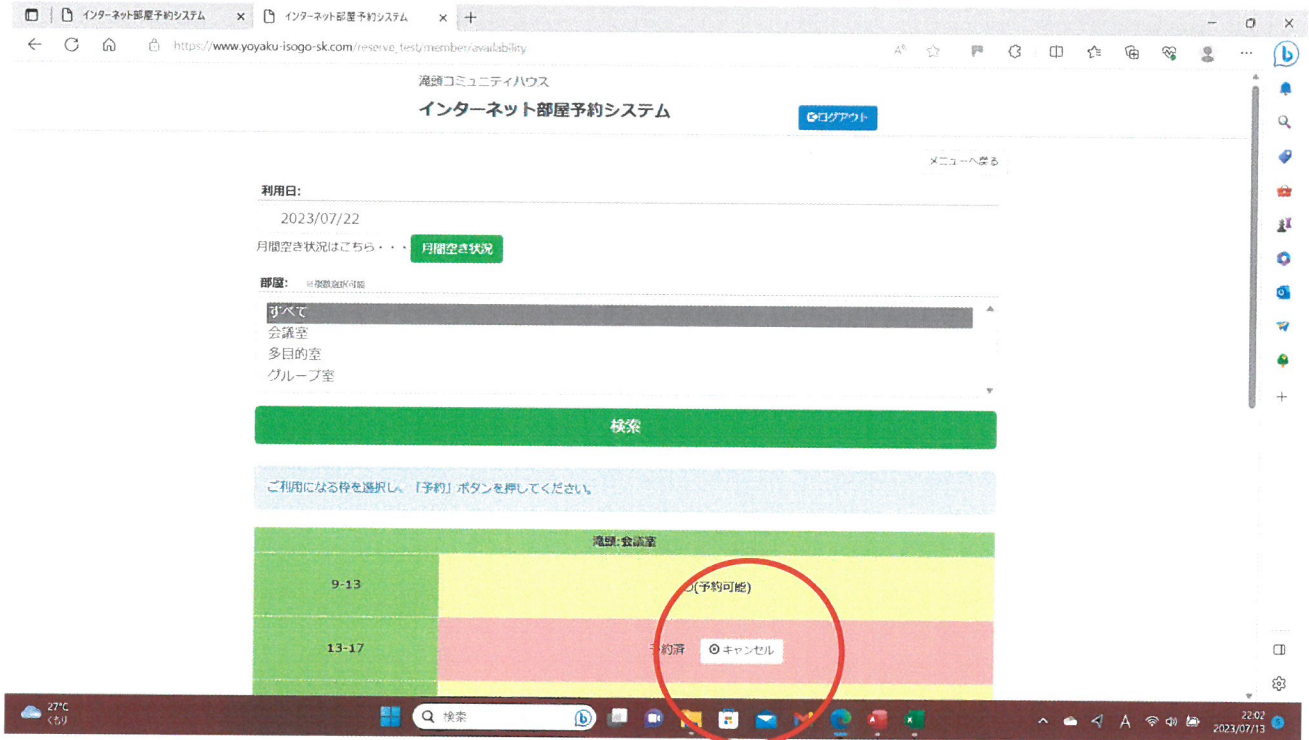 インターネット部屋予約システム
インターネット部屋予約システム
https://www.yoyaku-isogo-sk.com/reserve_test/member/availability
滝頭コミュニティハウス
インターネット部屋予約システム
ログアウト
メニューへ戻る
利用日:
2023/07/22
月間空き状況はこちら・・・ 月間空き状況
部屋: ※複数選択可能
すべて
会議室
多目的室
グループ室
検索
ご利用になる枠を選択し、「予約」ボタンを押してください。
滝頭:会議室
9-13 ○(予約可能)
13-17 予約済 キャンセル
27°C
くもり
検索
A
22:02
2023/07/13